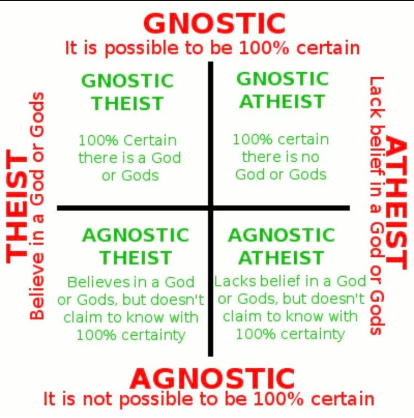 GNOSTIC
It is possible to be 100% certain
GNOSTIC
THEIST
100% Certain
there is a God
or Gods
GNOSTIC
ATHEIST
100% certain
there is no
God or Gods
THEIST
Believe in a God or Gods
ATHEIST
Lack belief in a God or Gods
AGNOSTIC
THEIST
Believes in a God
or Gods, but doesn't
claim to know with
100% certainty
AGNOSTIC
ATHEIST
Lacks belief in a God
or Gods, but doesn't
claim to know with
100% certainty
AGNOSTIC
It is not possible to be 100% certain